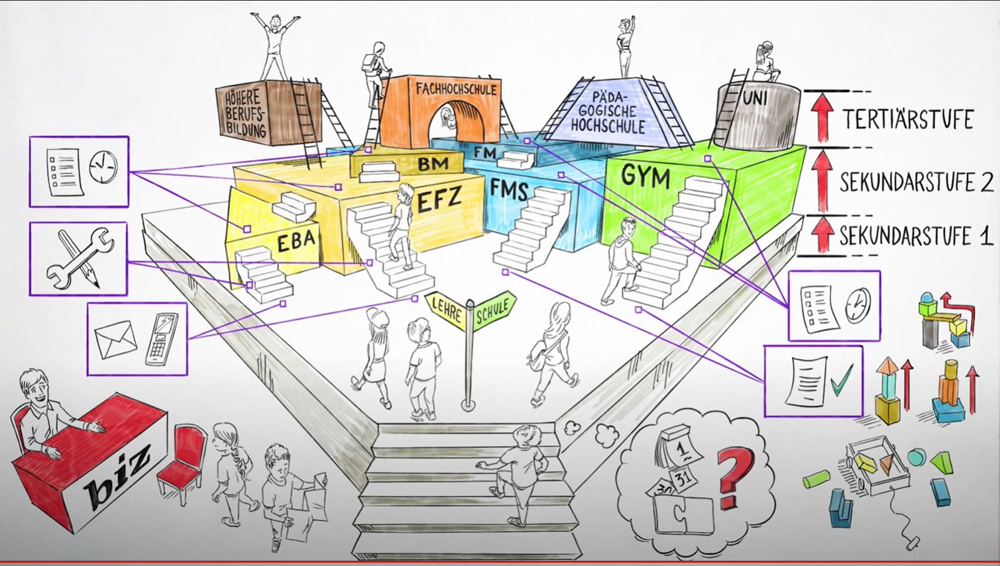 HÖHERE
BERUFS-
BILDUNG
FACHHOCHSCHULE
PÄDA-
GOGISCHE
HOCHSCHULE
UNI
TERTIÄRSTUFE
BM
FM
GYM
SEKUNDARSTUFE 2
EFZ
FMS
EBA
SEKUNDARSTUFE 1
LEHRE
SCHULE
biz
1
31
30
?